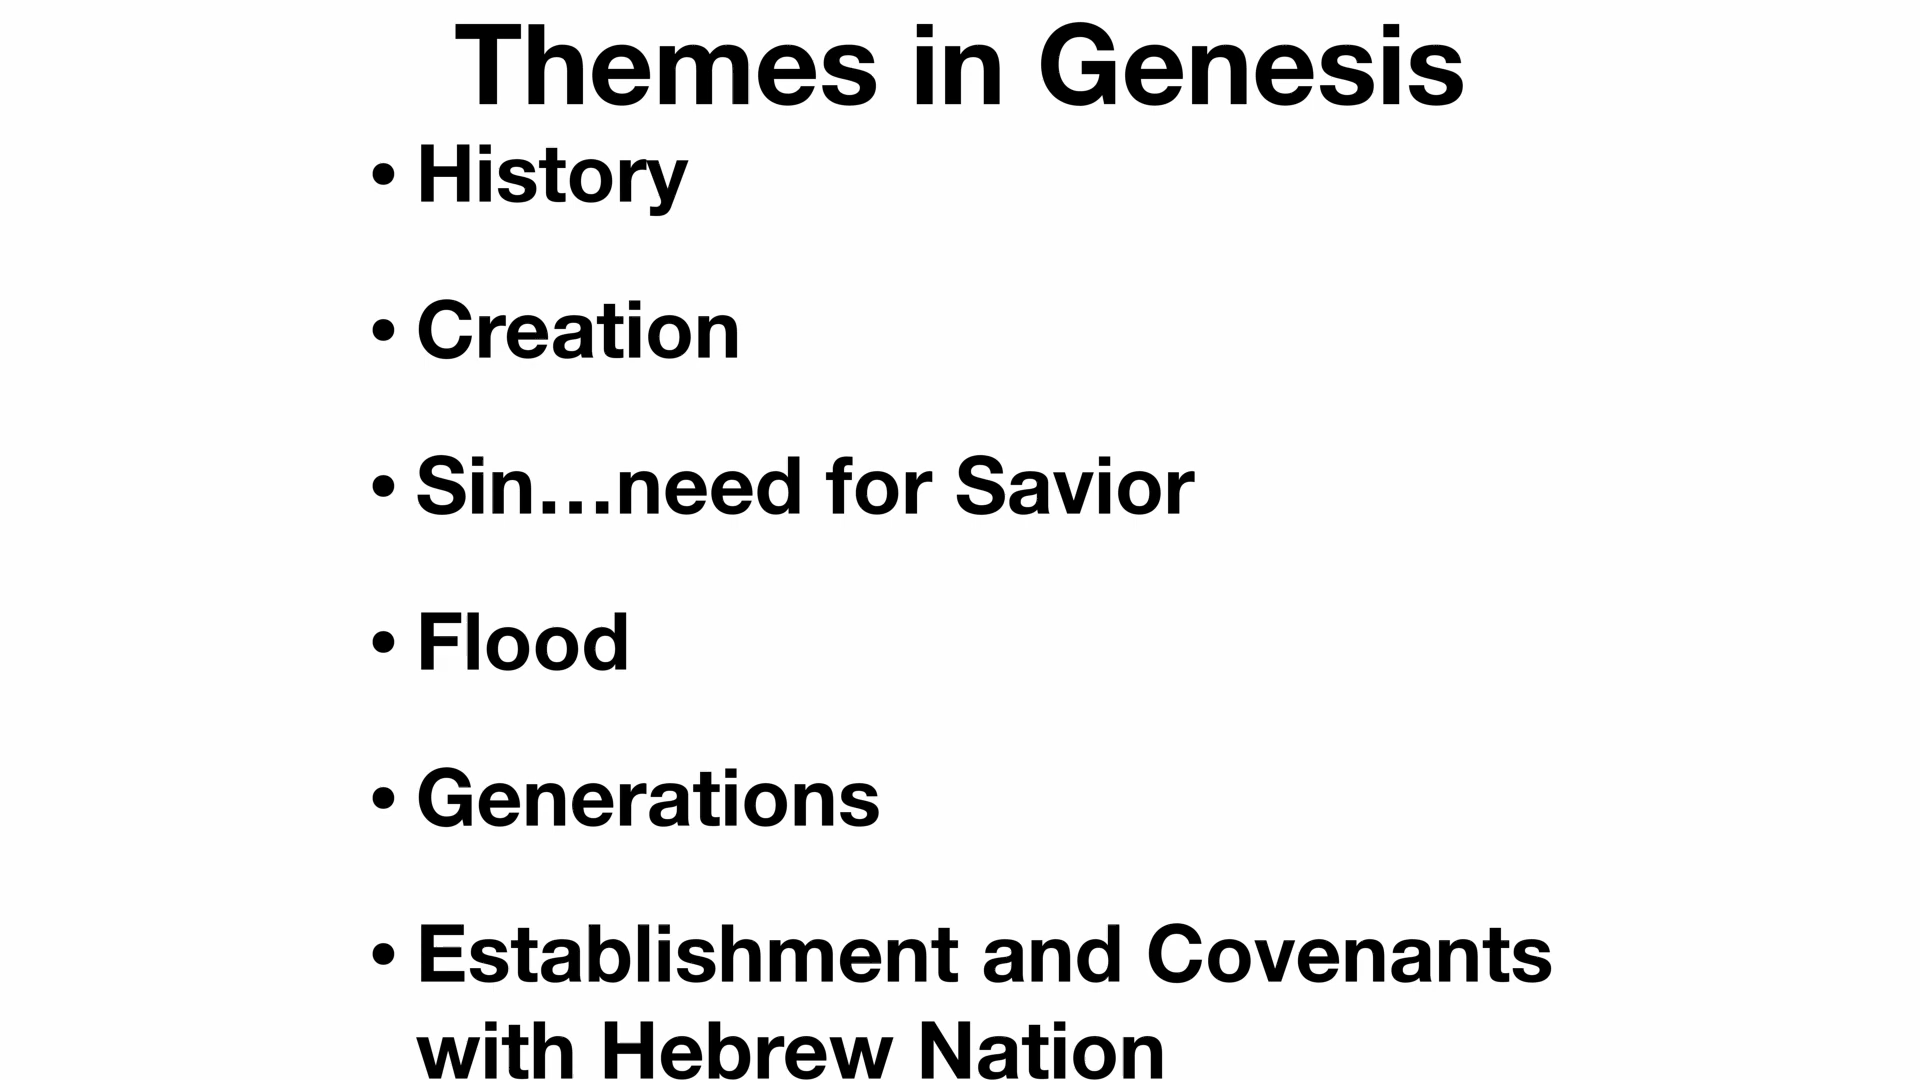 Themes in Genesis
• History
• Creation
• Sin…need for Savior
• Flood
• Generations
• Establishment and Covenants
with Hebrew Nation